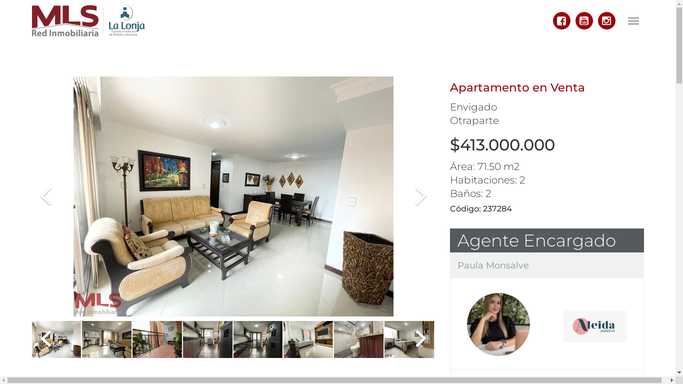 MLS
Red Inmobiliaria
La Lonja
Apartamento en Venta
Envigado
Otraparte
$413.000.000
Área: 71.50 m2
Habitaciones: 2
Baños: 2
Código: 237284
Agente Encargado
Paula Monsalve
MLS
Aleida